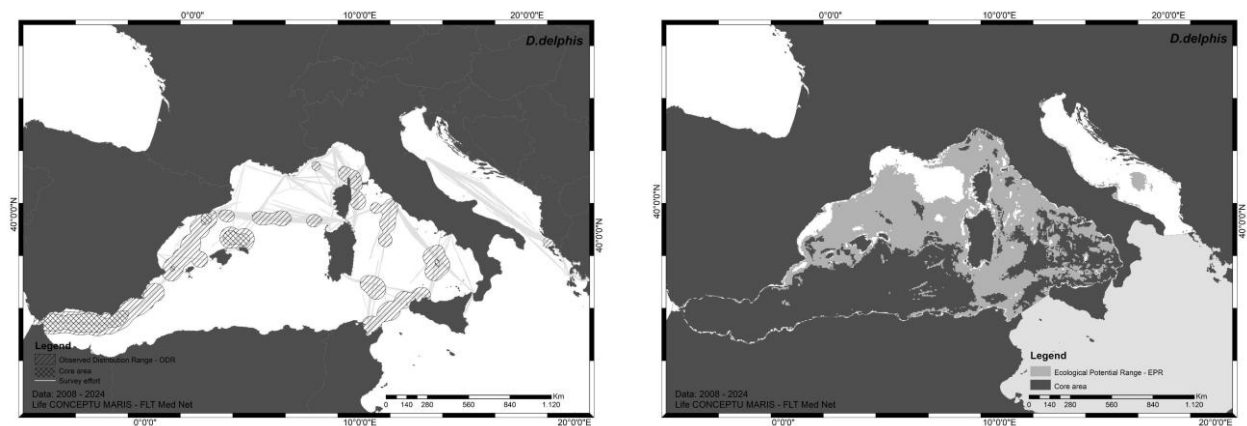 0°0'0" 10°0'0"E 20°0'0"E
D.delphis
40°0'0"N
40°0'0"N
Legend
Observed Distribution Range - ODR
Core area
Survey effort
Data: 2008 - 2024
Life CONCEPTU MARIS - FLT Med Net
Km
0 140 280 560 840 1.120
0°0'0" 10°0'0"E 20°0'0"E
0°0'0" 10°0'0"E 20°0'0"E
D.delphis
40°0'0"N
40°0'0"N
Legend
Ecological Potential Range - EPR
Core area
Data: 2008 - 2024
Life CONCEPTU MARIS - FLT Med Net
Km
0 140 280 560 840 1.120
0°0'0" 10°0'0"E 20°0'0"E